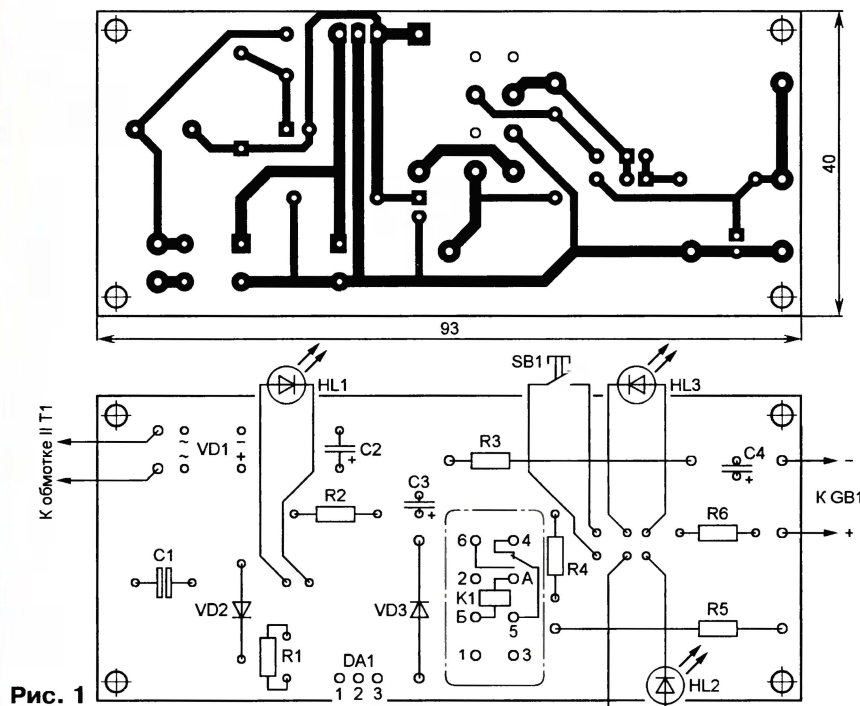 40
93
SB1
HL1
HL3
К обмотке II T1
~
~
VD1
−
+
C2
+
R3
C4
+
−
К GB1
+
C3
+
R2
R6
6
4
R4
C1
2
А
K1
VD2
VD3
Б
5
R5
R1
DA1
1
3
1 2 3
HL2
Рис. 1